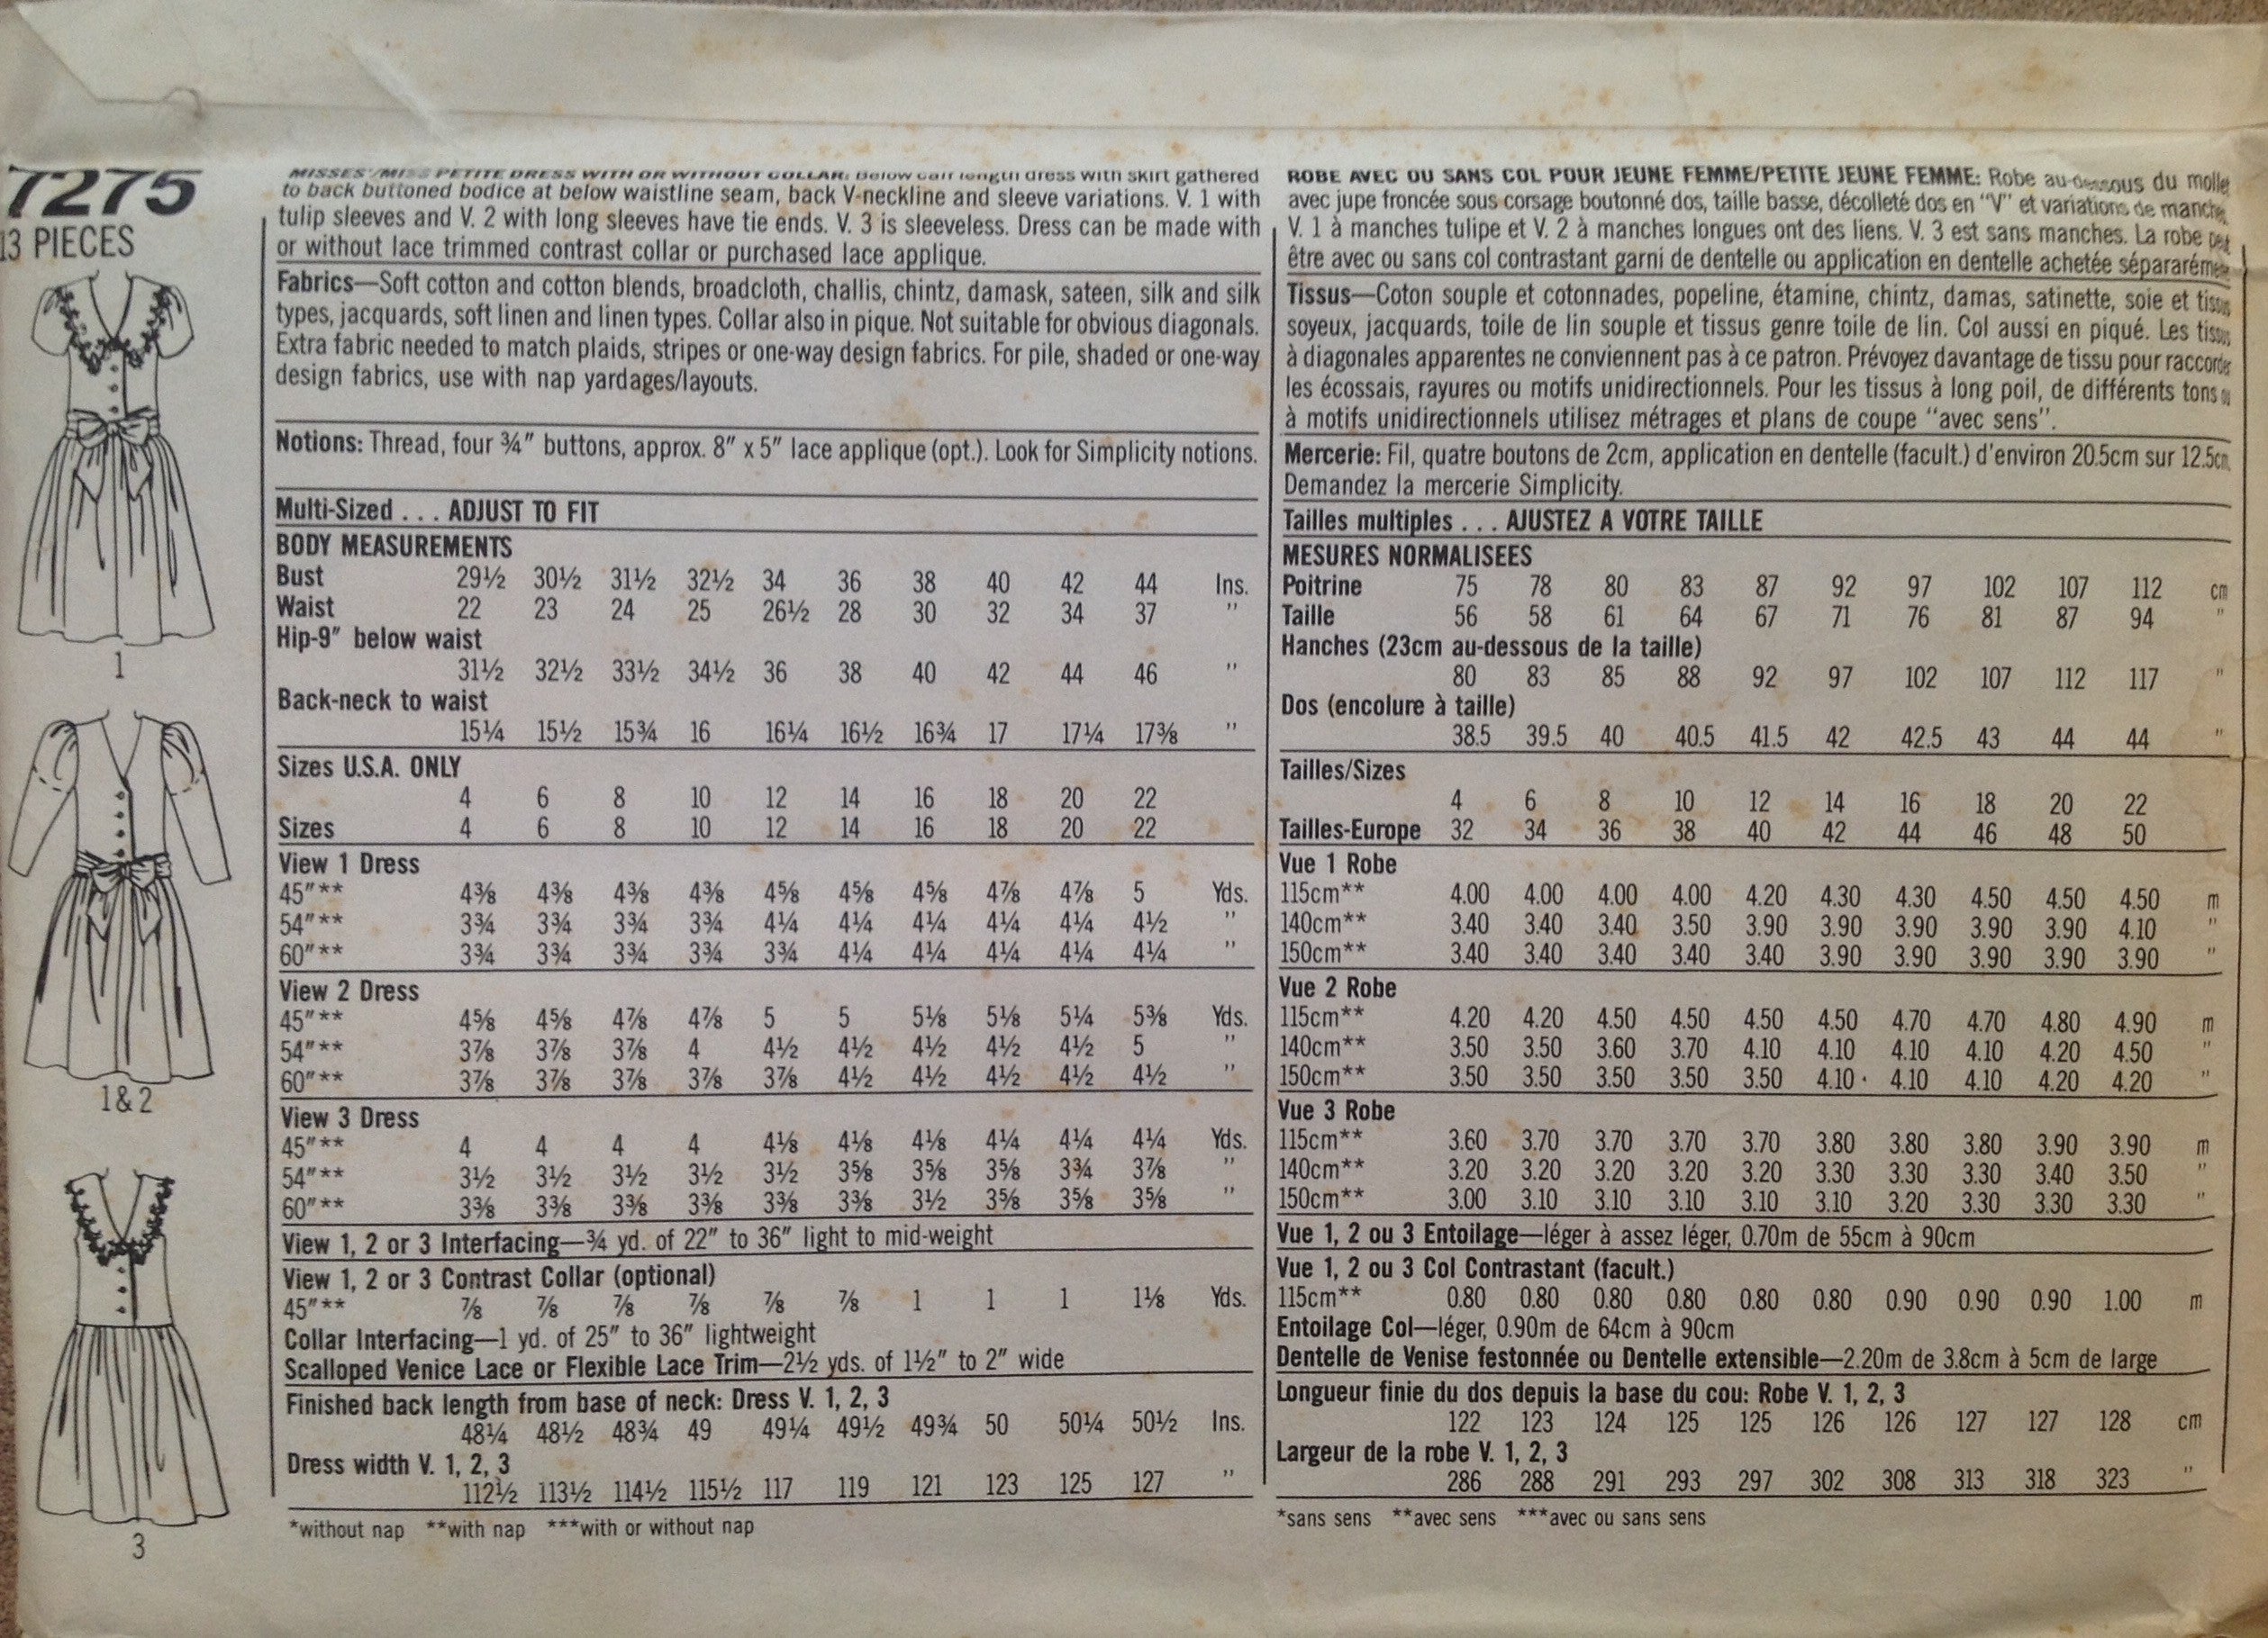 7275
13 PIECES
1
1&2
3
MISSES'/MISS PETITE DRESS WITH OR WITHOUT COLLAR: Below calf length dress with skirt gathered
to back buttoned bodice at below waistline seam, back V-neckline and sleeve variations. V. 1 with
tulip sleeves and V. 2 with long sleeves have tie ends. V. 3 is sleeveless. Dress can be made with
or without lace trimmed contrast collar or purchased lace applique.
Fabrics—Soft cotton and cotton blends, broadcloth, challis, chintz, damask, sateen, silk and silk
types, jacquards, soft linen and linen types. Collar also in pique. Not suitable for obvious diagonals.
Extra fabric needed to match plaids, stripes or one-way design fabrics. For pile, shaded or one-way
design fabrics, use with nap yardages/layouts.
Notions: Thread, four ¾″ buttons, approx. 8″ x 5″ lace applique (opt.). Look for Simplicity notions.
Multi-Sized . . . ADJUST TO FIT
BODY MEASUREMENTS
Bust 29½ 30½ 31½ 32½ 34 36 38 40 42 44 Ins.
Waist 22 23 24 25 26½ 28 30 32 34 37 ″
Hip-9″ below waist
31½ 32½ 33½ 34½ 36 38 40 42 44 46 ″
Back-neck to waist
15¼ 15½ 15¾ 16 16¼ 16½ 16¾ 17 17¼ 17⅜ ″
Sizes U.S.A. ONLY
4 6 8 10 12 14 16 18 20 22
Sizes 4 6 8 10 12 14 16 18 20 22
View 1 Dress
45″** 4⅜ 4⅜ 4⅜ 4⅜ 4⅝ 4⅝ 4⅝ 4⅞ 4⅞ 5 Yds.
54″** 3¾ 3¾ 3¾ 3¾ 4¼ 4¼ 4¼ 4¼ 4¼ 4½ ″
60″** 3¾ 3¾ 3¾ 3¾ 3¾ 4¼ 4¼ 4¼ 4¼ 4¼ ″
View 2 Dress
45″** 4⅝ 4⅝ 4⅞ 4⅞ 5 5 5⅛ 5⅛ 5¼ 5⅜ Yds.
54″** 3⅞ 3⅞ 3⅞ 4 4½ 4½ 4½ 4½ 4½ 5 ″
60″** 3⅞ 3⅞ 3⅞ 3⅞ 3⅞ 4½ 4½ 4½ 4½ 4½ ″
View 3 Dress
45″** 4 4 4 4 4⅛ 4⅛ 4⅛ 4¼ 4¼ 4¼ Yds.
54″** 3½ 3½ 3½ 3½ 3½ 3⅝ 3⅝ 3⅝ 3¾ 3⅞ ″
60″** 3⅜ 3⅜ 3⅜ 3⅜ 3⅜ 3⅜ 3½ 3⅝ 3⅝ 3⅝ ″
View 1, 2 or 3 Interfacing—¾ yd. of 22″ to 36″ light to mid-weight
View 1, 2 or 3 Contrast Collar (optional)
45″** ⅞ ⅞ ⅞ ⅞ ⅞ ⅞ 1 1 1 1⅛ Yds.
Collar Interfacing—1 yd. of 25″ to 36″ lightweight
Scalloped Venice Lace or Flexible Lace Trim—2½ yds. of 1½″ to 2″ wide
Finished back length from base of neck: Dress V. 1, 2, 3
48¼ 48½ 48¾ 49 49¼ 49½ 49¾ 50 50¼ 50½ Ins.
Dress width V. 1, 2, 3
112½ 113½ 114½ 115½ 117 119 121 123 125 127 ″
*without nap **with nap ***with or without nap
ROBE AVEC OU SANS COL POUR JEUNE FEMME/PETITE JEUNE FEMME: Robe au-dessous du mollet
avec jupe froncée sous corsage boutonné dos, taille basse, décolleté dos en "V" et variations de manche.
V. 1 à manches tulipe et V. 2 à manches longues ont des liens. V. 3 est sans manches. La robe peut
être avec ou sans col contrastant garni de dentelle ou application en dentelle achetée
Tissus—Coton souple et cotonnades, popeline, étamine, chintz, damas, satinette, soie et tissus
soyeux, jacquards, toile de lin souple et tissus genre toile de lin. Col aussi en piqué. Les tissus
à diagonales apparentes ne conviennent pas à ce patron. Prévoyez davantage de tissu pour raccorder
les écossais, rayures ou motifs unidirectionnels. Pour les tissus à long poil, de différents tons ou
à motifs unidirectionnels utilisez métrages et plans de coupe "avec sens".
Mercerie: Fil, quatre boutons de 2cm, application en dentelle (facult.) d'environ 20.5cm sur 12.5cm.
Demandez la mercerie Simplicity.
Tailles multiples . . . AJUSTEZ A VOTRE TAILLE
MESURES NORMALISEES
Poitrine 75 78 80 83 87 92 97 102 107 112 cm
Taille 56 58 61 64 67 71 76 81 87 94 ″
Hanches (23cm au-dessous de la taille)
80 83 85 88 92 97 102 107 112 117 ″
Dos (encolure à taille)
38.5 39.5 40 40.5 41.5 42 42.5 43 44 44 ″
Tailles/Sizes
4 6 8 10 12 14 16 18 20 22
Tailles-Europe 32 34 36 38 40 42 44 46 48 50
Vue 1 Robe
115cm** 4.00 4.00 4.00 4.00 4.20 4.30 4.30 4.50 4.50 4.50 m
140cm** 3.40 3.40 3.40 3.50 3.90 3.90 3.90 3.90 3.90 4.10 ″
150cm** 3.40 3.40 3.40 3.40 3.40 3.90 3.90 3.90 3.90 3.90 ″
Vue 2 Robe
115cm** 4.20 4.20 4.50 4.50 4.50 4.50 4.70 4.70 4.80 4.90 m
140cm** 3.50 3.50 3.60 3.70 4.10 4.10 4.10 4.10 4.20 4.50 ″
150cm** 3.50 3.50 3.50 3.50 3.50 4.10 4.10 4.10 4.20 4.20 ″
Vue 3 Robe
115cm** 3.60 3.70 3.70 3.70 3.70 3.80 3.80 3.80 3.90 3.90 m
140cm** 3.20 3.20 3.20 3.20 3.20 3.30 3.30 3.30 3.40 3.50 ″
150cm** 3.00 3.10 3.10 3.10 3.10 3.10 3.20 3.30 3.30 3.30 ″
Vue 1, 2 ou 3 Entoilage—léger à assez léger, 0.70m de 55cm à 90cm
Vue 1, 2 ou 3 Col Contrastant (facult.)
115cm** 0.80 0.80 0.80 0.80 0.80 0.80 0.90 0.90 0.90 1.00 m
Entoilage Col—léger, 0.90m de 64cm à 90cm
Dentelle de Venise festonnée ou Dentelle extensible—2.20m de 3.8cm à 5cm de large
Longueur finie du dos depuis la base du cou: Robe V. 1, 2, 3
122 123 124 125 125 126 126 127 127 128 cm
Largeur de la robe V. 1, 2, 3
286 288 291 293 297 302 308 313 318 323 ″
*sans sens **avec sens ***avec ou sans sens